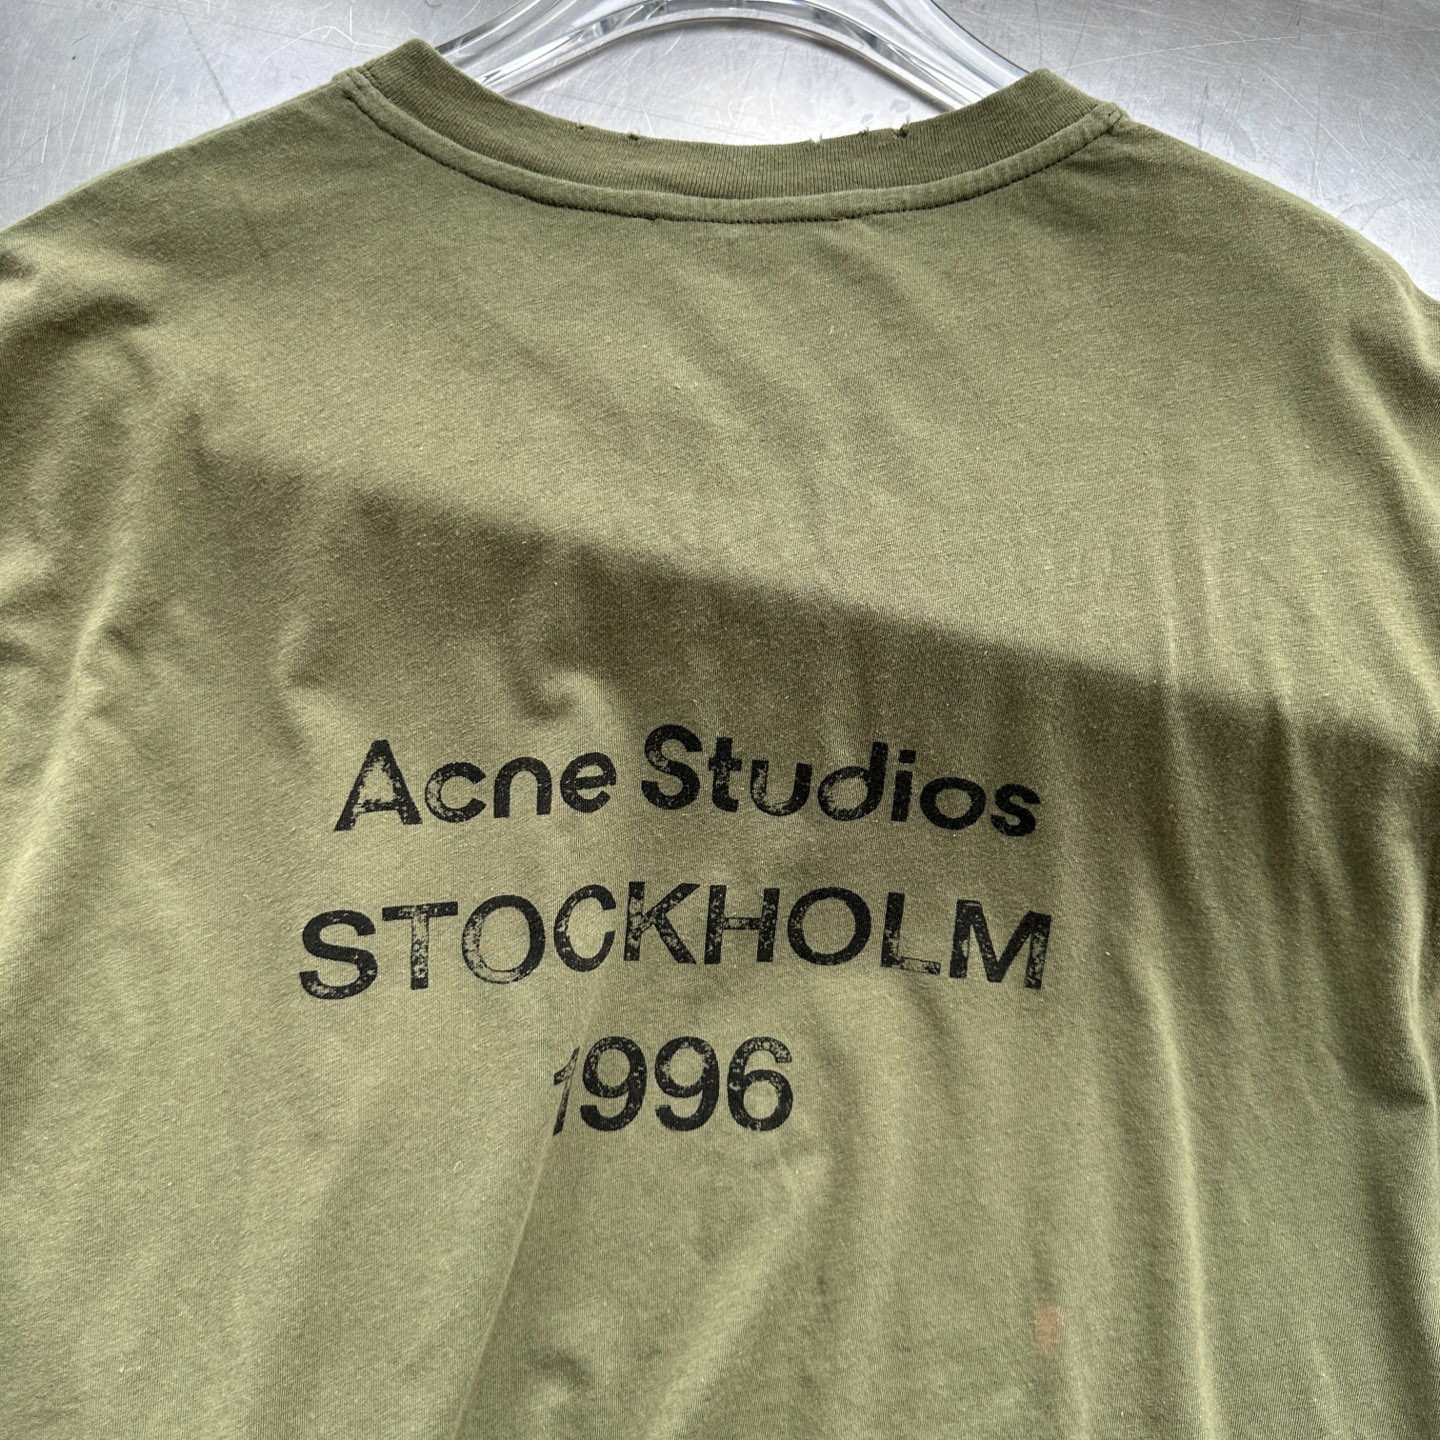 Acne Studios
STOCKHOLM
1996